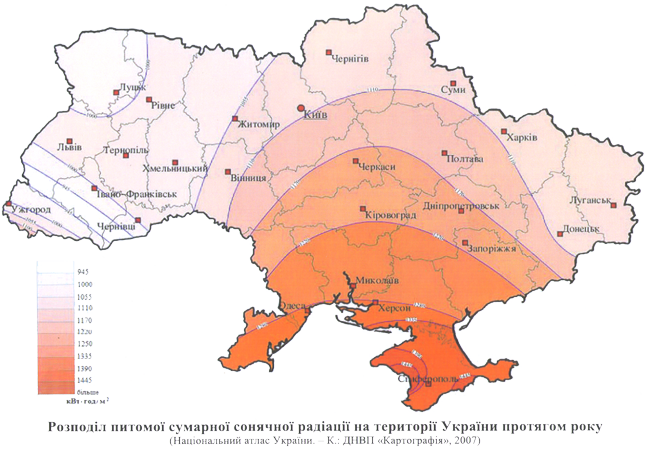 Чернігів
Суми
Луцьк
Рівне
Київ
Житомир
Харків
Львів
Тернопіль
Хмельницький
Вінниця
Черкаси
Полтава
Івано-Франківськ
Ужгород
Чернівці
Кіровоград
Дніпропетровськ
Луганськ
Донецьк
Запоріжжя
Миколаїв
Одеса
Херсон
Сімферополь
945
1000
1055
1110
1170
1220
1250
1335
1390
1445
більше
кВт·год/м²
Розподіл питомої сумарної сонячної радіації на території України протягом року
(Національний атлас України. – К.: ДНВП «Картографія», 2007)